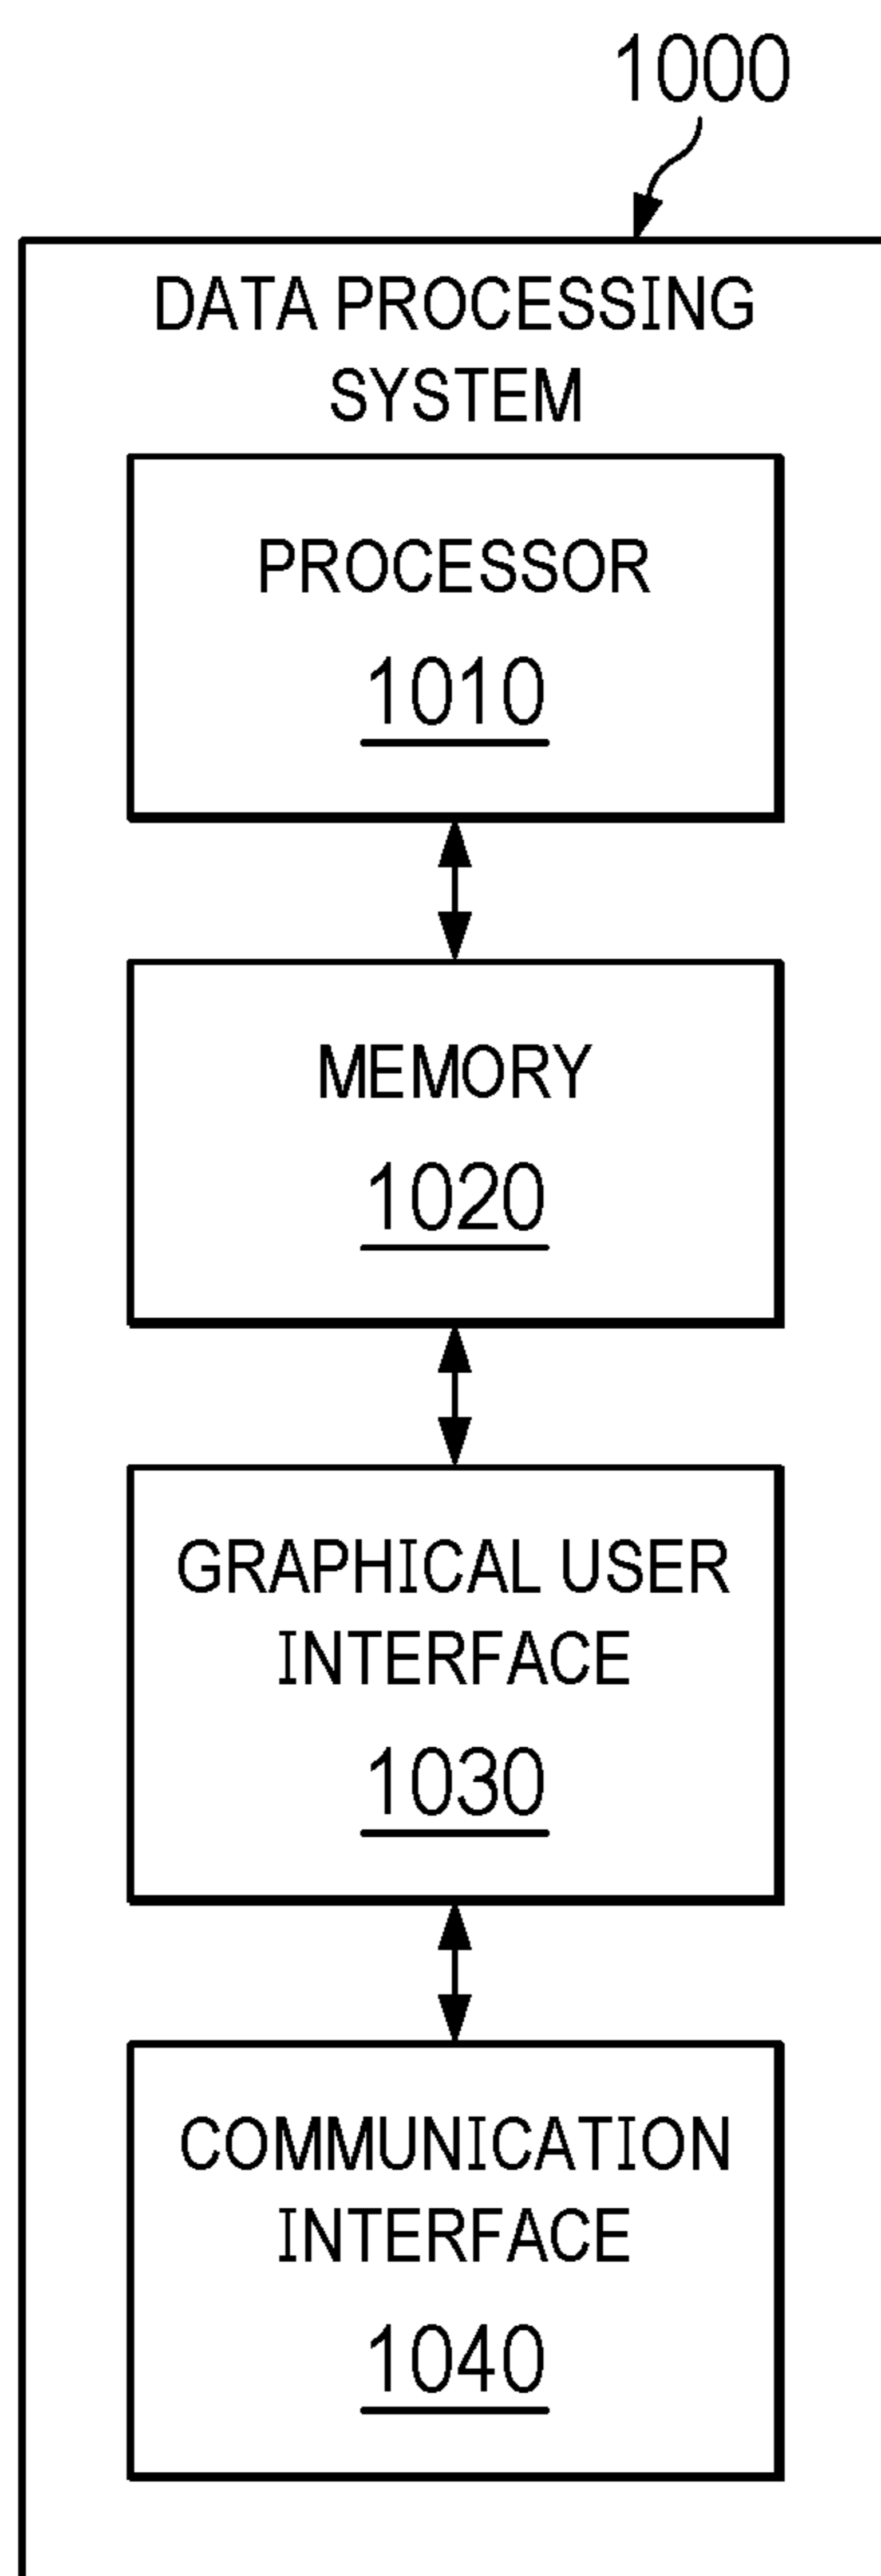 1000
DATA PROCESSING
SYSTEM
PROCESSOR
1010
MEMORY
1020
GRAPHICAL USER
INTERFACE
1030
COMMUNICATION
INTERFACE
1040